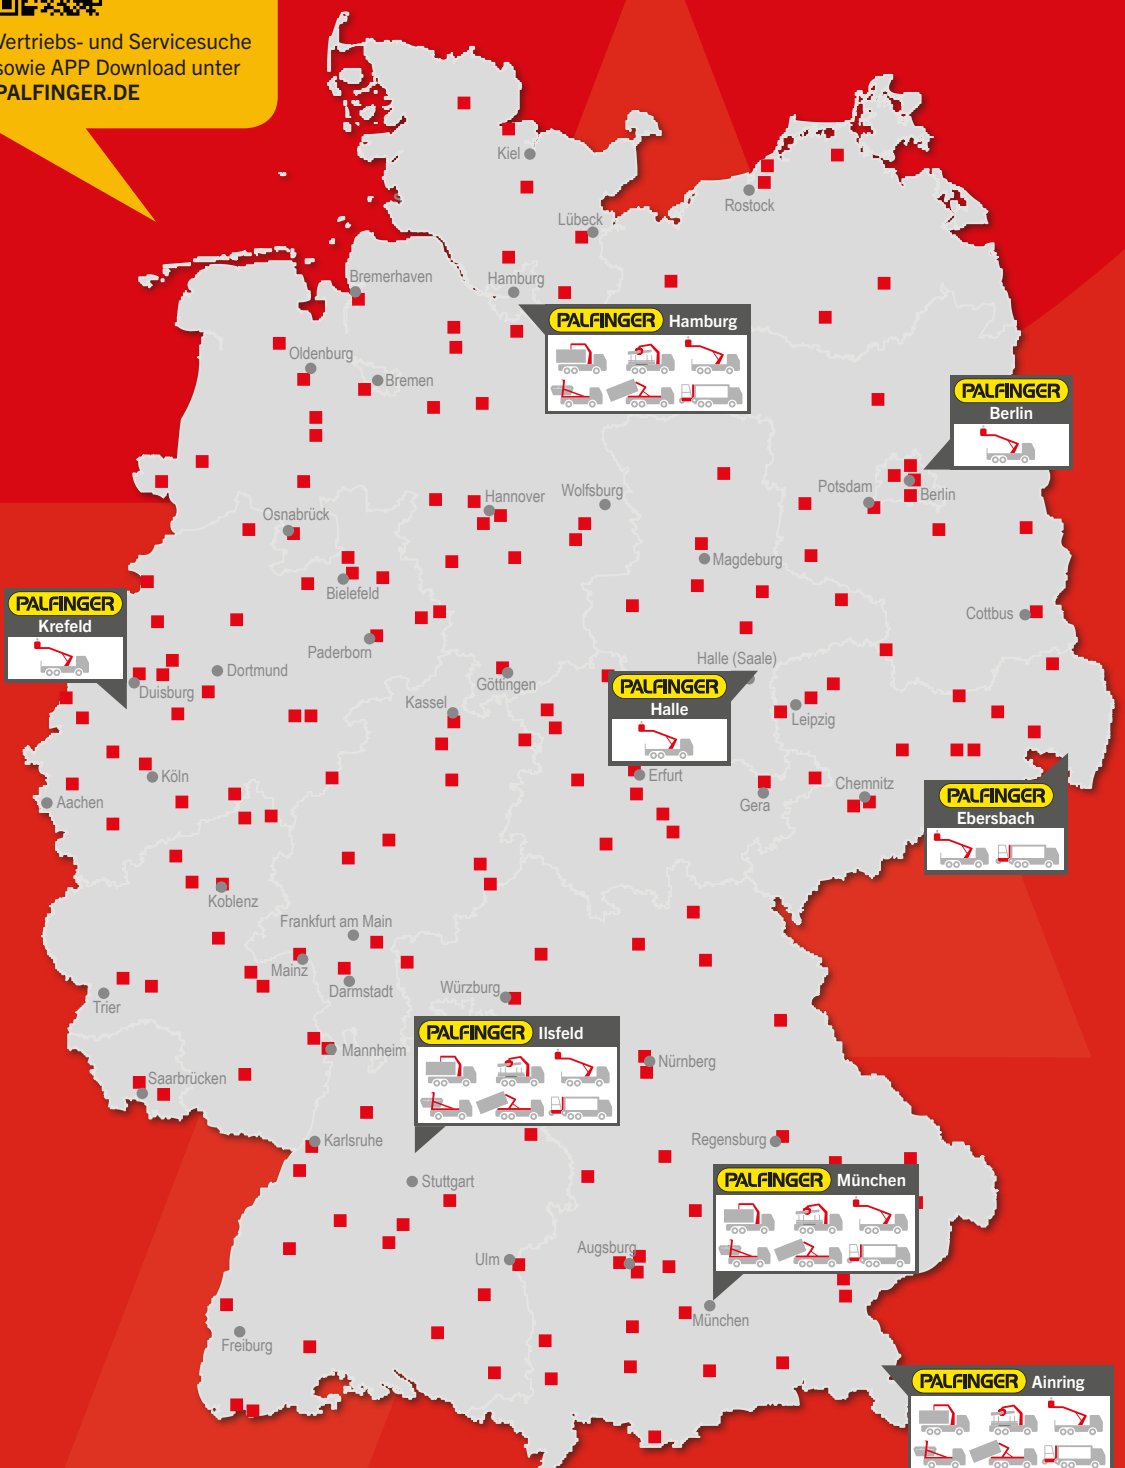 Vertriebs- und Servicesuche
sowie APP Download unter
PALFINGER.DE
Kiel
Rostock
Lübeck
Bremerhaven
Hamburg
PALFINGER Hamburg
Oldenburg
Bremen
PALFINGER
Berlin
Hannover
Wolfsburg
Potsdam
Berlin
Osnabrück
Magdeburg
Bielefeld
PALFINGER
Krefeld
Cottbus
Paderborn
Halle (Saale)
Dortmund
Göttingen
Duisburg
PALFINGER
Halle
Kassel
Leipzig
Köln
Erfurt
Chemnitz
Aachen
Gera
PALFINGER
Ebersbach
Koblenz
Frankfurt am Main
Mainz
Darmstadt
Würzburg
Trier
PALFINGER Ilsfeld
Mannheim
Nürnberg
Saarbrücken
Karlsruhe
Regensburg
Stuttgart
PALFINGER München
Augsburg
Ulm
München
Freiburg
PALFINGER Ainring